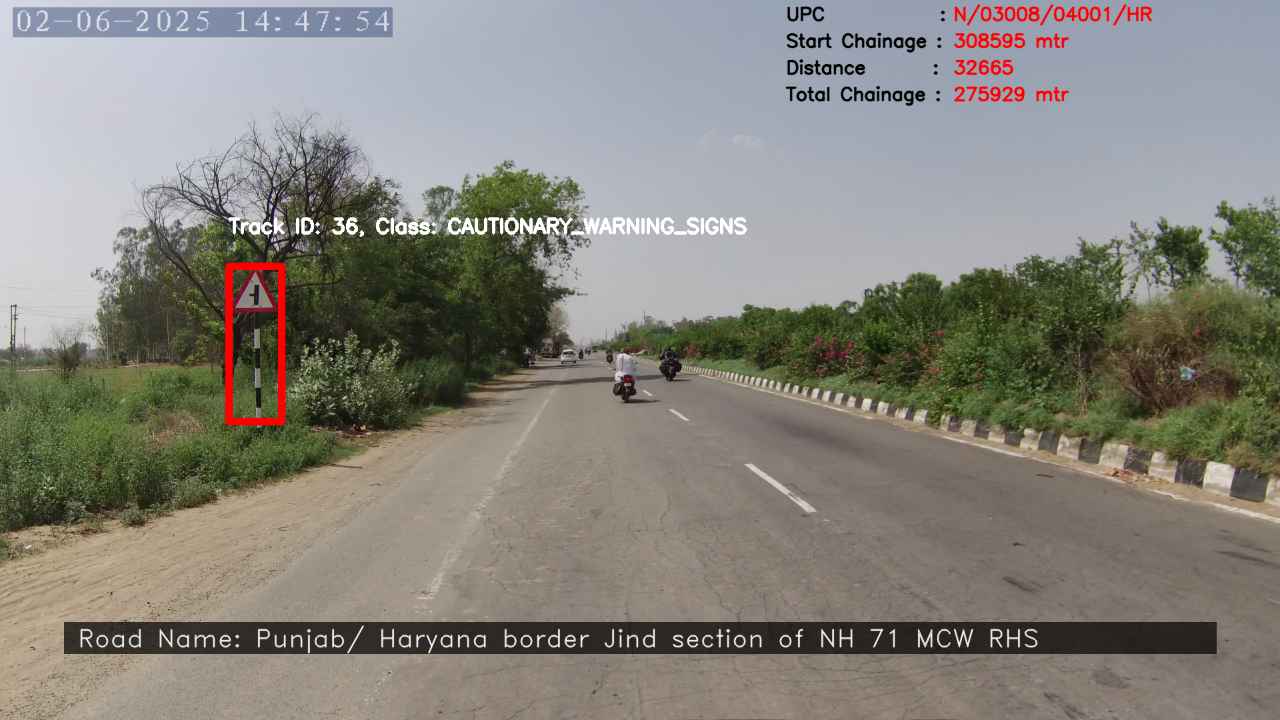 02-06-2025 14:47:54
UPC : N/03008/04001/HR
Start Chainage : 308595 mtr
Distance : 32665
Total Chainage : 275929 mtr
Track ID: 36, Class: CAUTIONARY_WARNING_SIGNS
Road Name: Punjab/ Haryana border Jind section of NH 71 MCW RHS